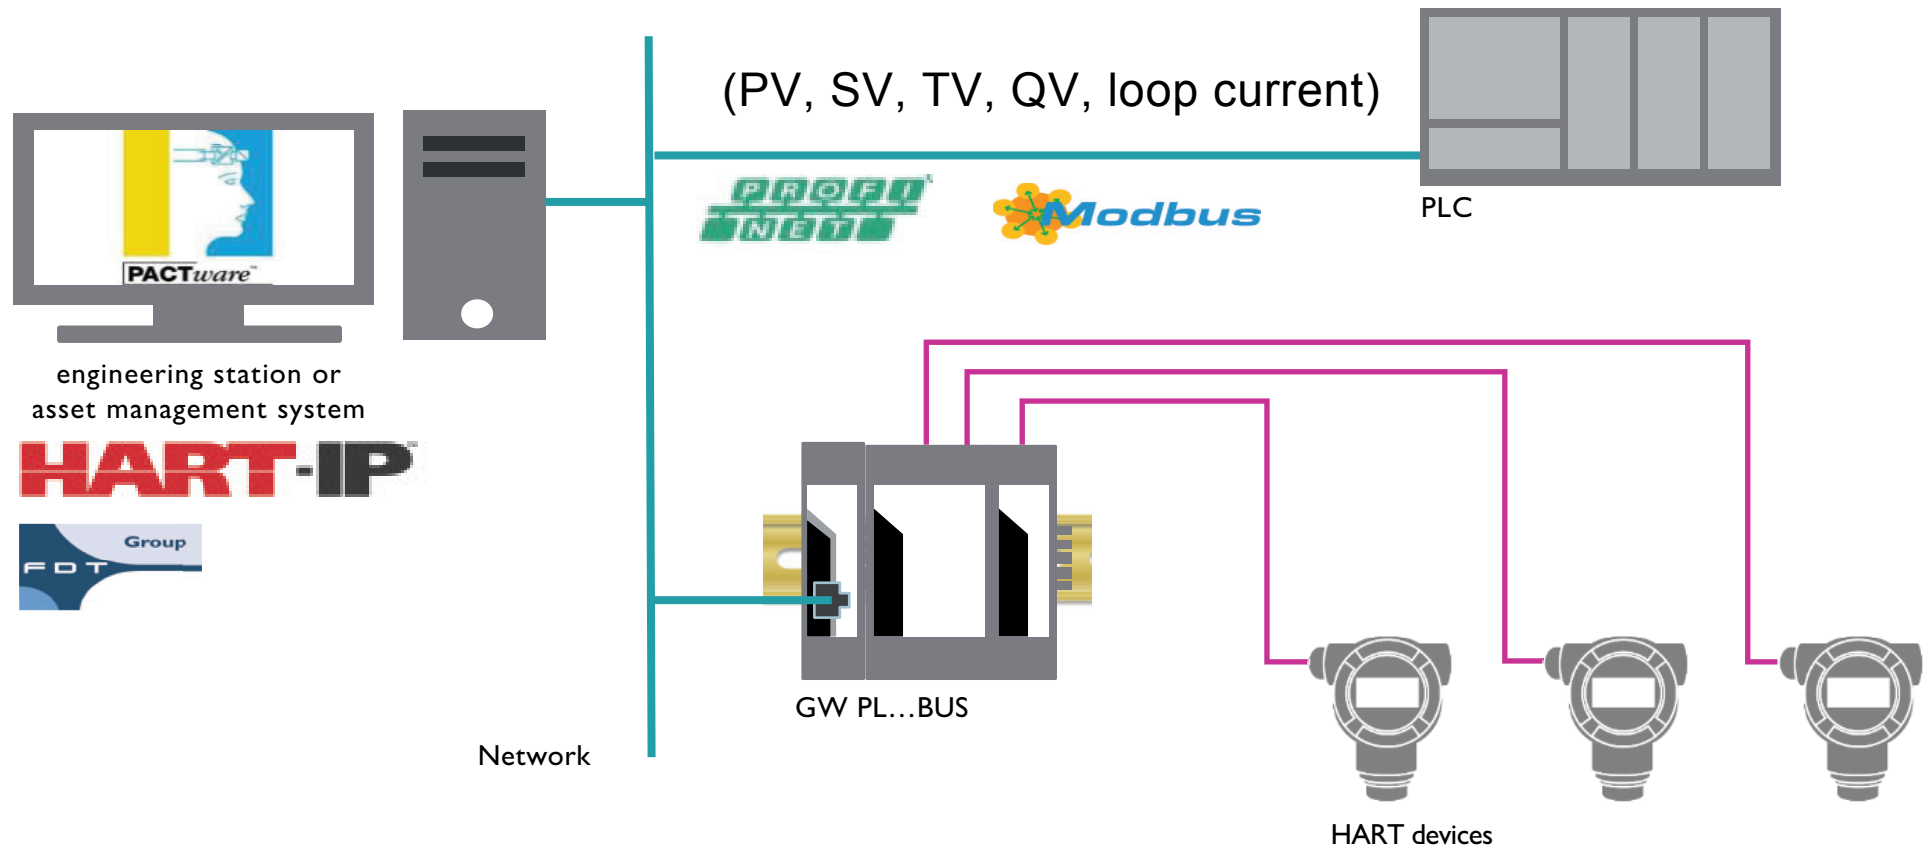 (PV, SV, TV, QV, loop current)
PROFI
NET
Modbus
PLC
PACTware™
engineering station or
asset management system
HART-IP
Group
FDT
GW PL…BUS
Network
HART devices